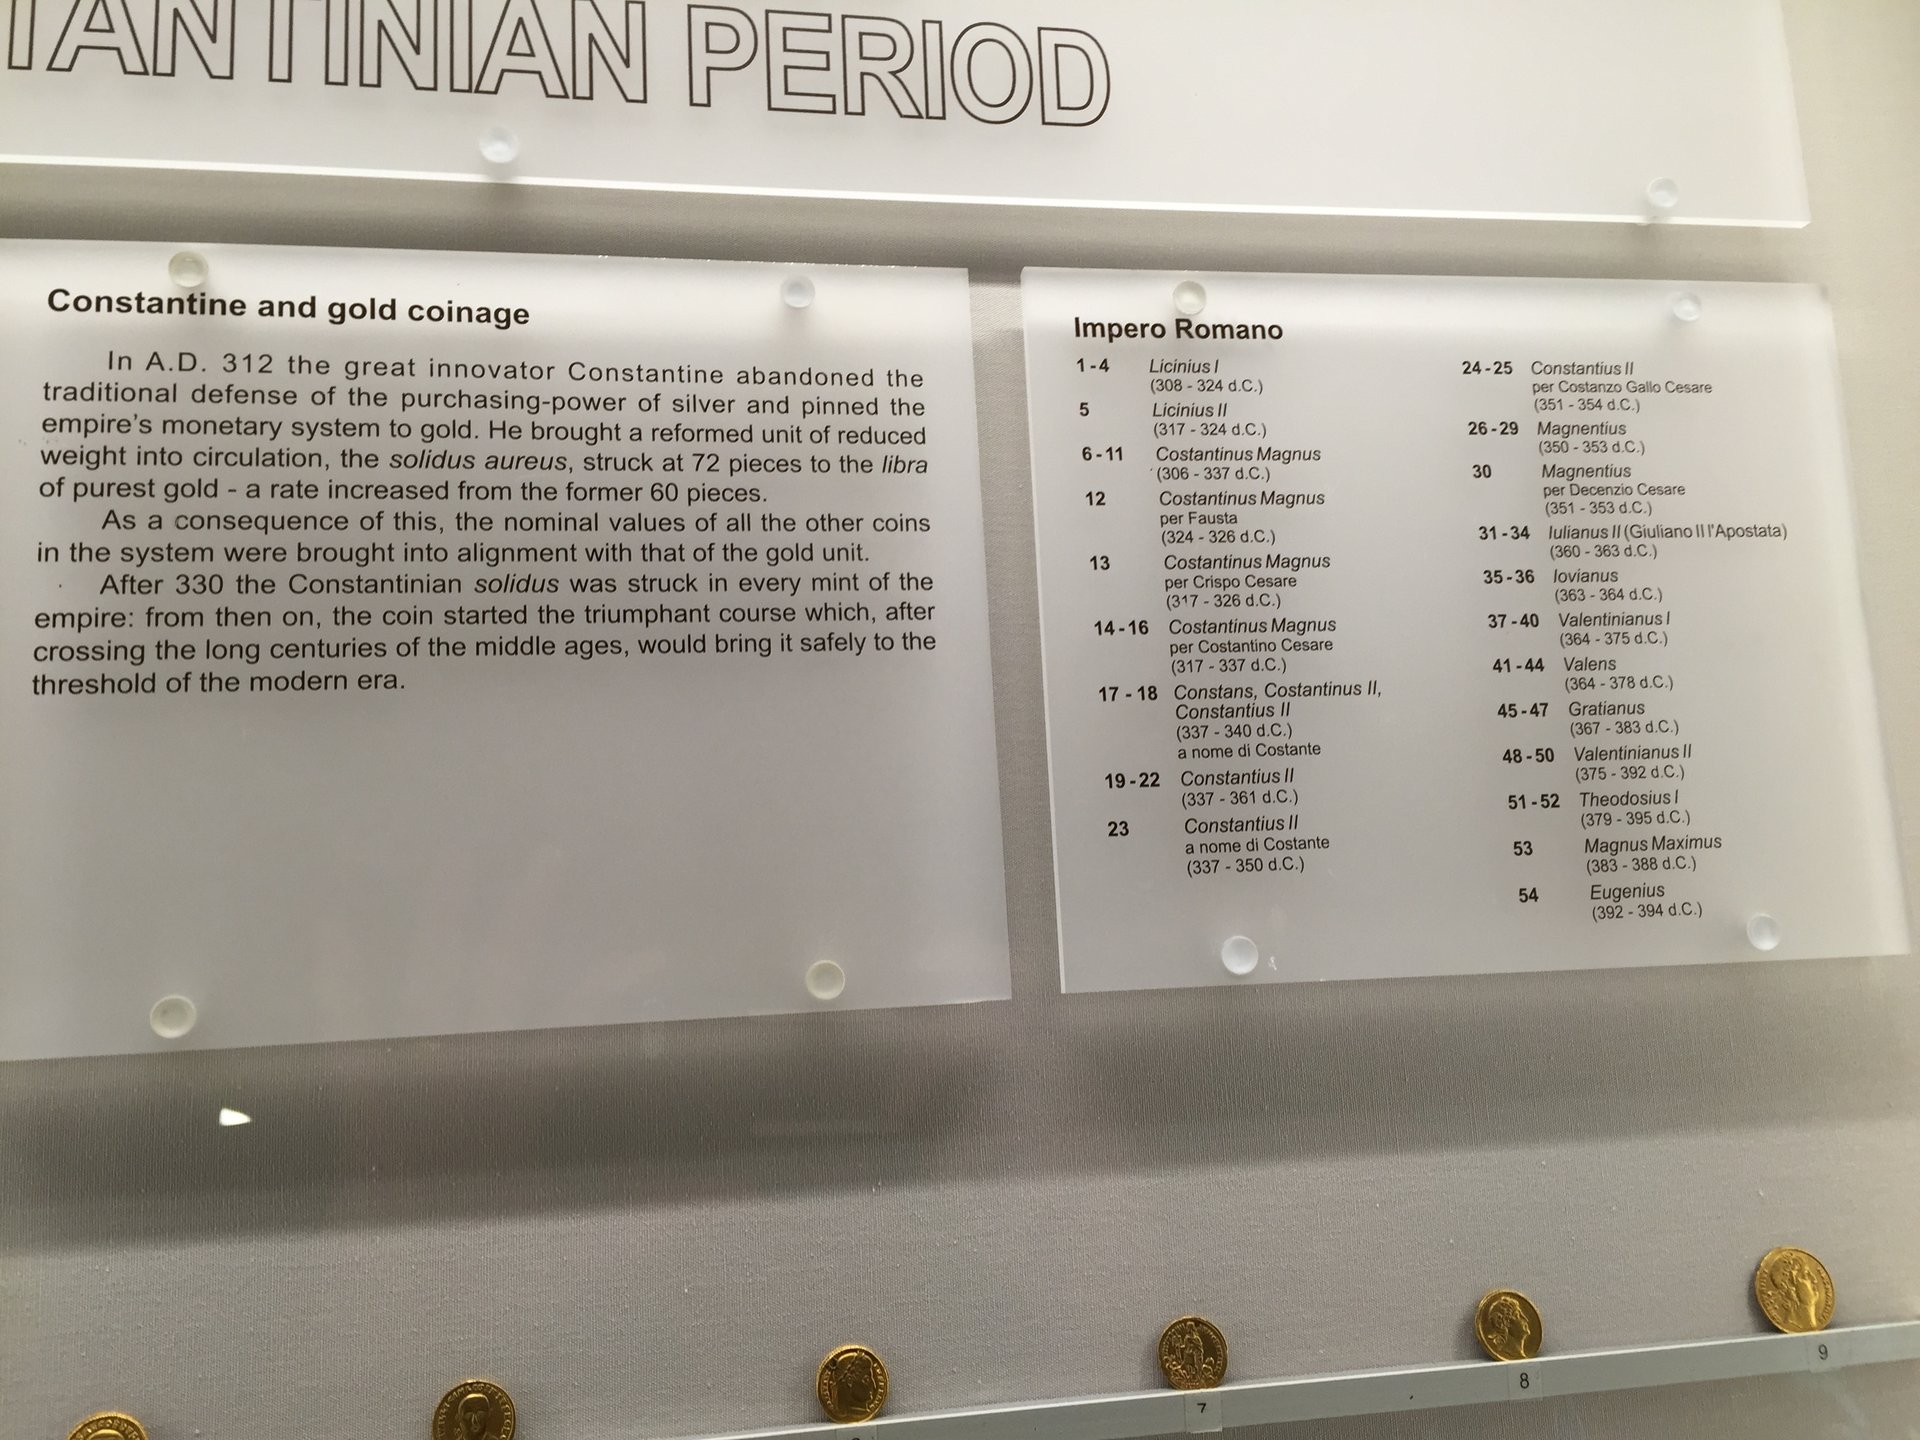 TANTINIAN PERIOD
Constantine and gold coinage
In A.D. 312 the great innovator Constantine abandoned the
traditional defense of the purchasing-power of silver and pinned the
empire's monetary system to gold. He brought a reformed unit of reduced
weight into circulation, the solidus aureus, struck at 72 pieces to the libra
of purest gold - a rate increased from the former 60 pieces.
As a consequence of this, the nominal values of all the other coins
in the system were brought into alignment with that of the gold unit.
After 330 the Constantinian solidus was struck in every mint of the
empire: from then on, the coin started the triumphant course which, after
crossing the long centuries of the middle ages, would bring it safely to the
threshold of the modern era.
Impero Romano
1 - 4 Licinius I
(308 - 324 d.C.)
5 Licinius II
(317 - 324 d.C.)
6 - 11 Costantinus Magnus
(306 - 337 d.C.)
12 Costantinus Magnus
per Fausta
(324 - 326 d.C.)
13 Costantinus Magnus
per Crispo Cesare
(317 - 326 d.C.)
14 - 16 Costantinus Magnus
per Costantino Cesare
(317 - 337 d.C.)
17 - 18 Constans, Costantinus II,
Constantius II
(337 - 340 d.C.)
a nome di Costante
19 - 22 Constantius II
(337 - 361 d.C.)
23 Constantius II
a nome di Costante
(337 - 350 d.C.)
24 - 25 Constantius II
per Costanzo Gallo Cesare
(351 - 354 d.C.)
26 - 29 Magnentius
(350 - 353 d.C.)
30 Magnentius
per Decenzio Cesare
(351 - 353 d.C.)
31 - 34 Iulianus II (Giuliano II l'Apostata)
(360 - 363 d.C.)
35 - 36 Iovianus
(363 - 364 d.C.)
37 - 40 Valentinianus I
(364 - 375 d.C.)
41 - 44 Valens
(364 - 378 d.C.)
45 - 47 Gratianus
(367 - 383 d.C.)
48 - 50 Valentinianus II
(375 - 392 d.C.)
51 - 52 Theodosius I
(379 - 395 d.C.)
53 Magnus Maximus
(383 - 388 d.C.)
54 Eugenius
(392 - 394 d.C.)
7
8
9